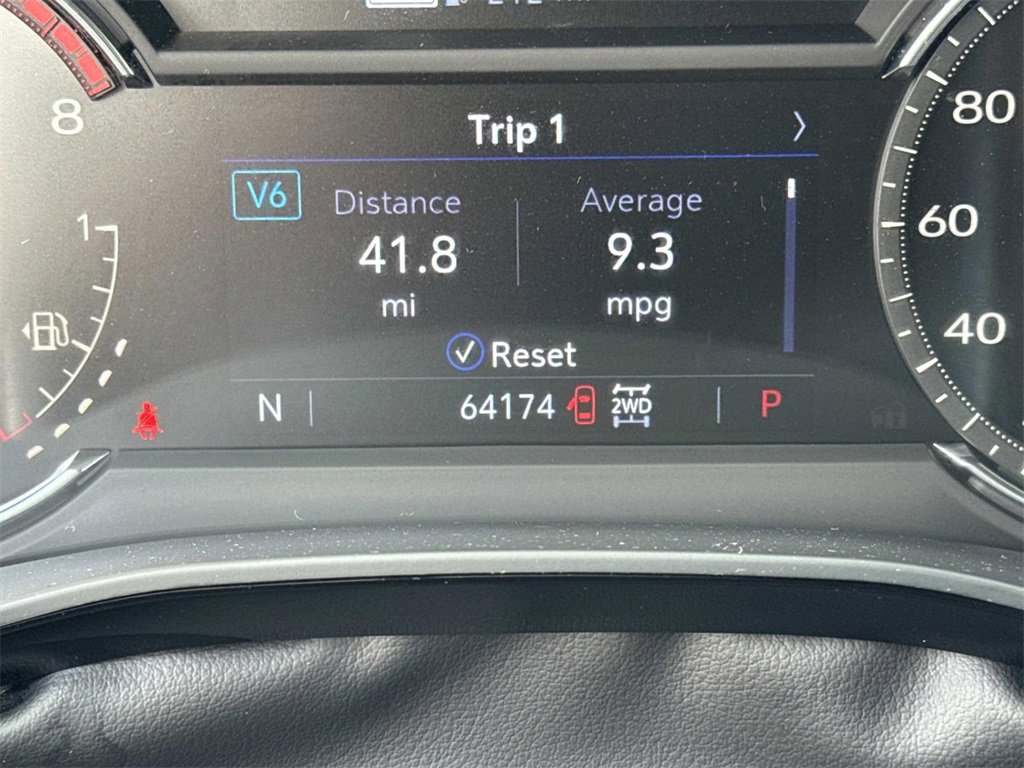 Trip 1
8
80
V6 Distance Average
1
41.8 9.3
60
mi mpg
40
Reset
N 64174 2WD P